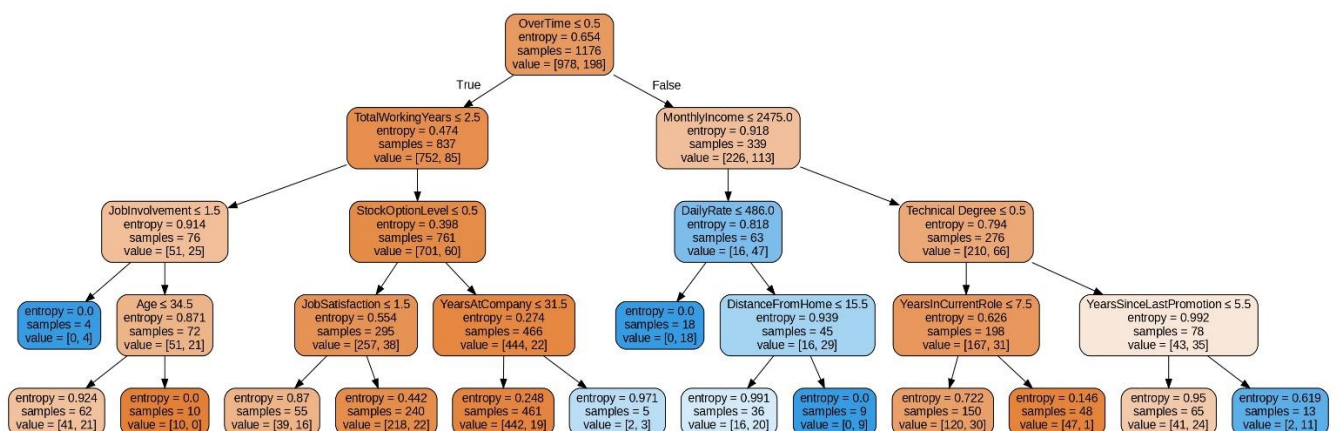 OverTime ≤ 0.5
entropy = 0.654
samples = 1176
value = [978, 198]
True
False
TotalWorkingYears ≤ 2.5
entropy = 0.474
samples = 837
value = [752, 85]
MonthlyIncome ≤ 2475.0
entropy = 0.918
samples = 339
value = [226, 113]
JobInvolvement ≤ 1.5
entropy = 0.914
samples = 76
value = [51, 25]
StockOptionLevel ≤ 0.5
entropy = 0.398
samples = 761
value = [701, 60]
DailyRate ≤ 486.0
entropy = 0.818
samples = 63
value = [16, 47]
Technical Degree ≤ 0.5
entropy = 0.794
samples = 276
value = [210, 66]
entropy = 0.0
samples = 4
value = [0, 4]
Age ≤ 34.5
entropy = 0.871
samples = 72
value = [51, 21]
JobSatisfaction ≤ 1.5
entropy = 0.554
samples = 295
value = [257, 38]
YearsAtCompany ≤ 31.5
entropy = 0.274
samples = 466
value = [444, 22]
entropy = 0.0
samples = 18
value = [0, 18]
DistanceFromHome ≤ 15.5
entropy = 0.939
samples = 45
value = [16, 29]
YearsInCurrentRole ≤ 7.5
entropy = 0.626
samples = 198
value = [167, 31]
YearsSinceLastPromotion ≤ 5.5
entropy = 0.992
samples = 78
value = [43, 35]
entropy = 0.924
samples = 62
value = [41, 21]
entropy = 0.0
samples = 10
value = [10, 0]
entropy = 0.87
samples = 55
value = [39, 16]
entropy = 0.442
samples = 240
value = [218, 22]
entropy = 0.248
samples = 461
value = [442, 19]
entropy = 0.971
samples = 5
value = [2, 3]
entropy = 0.991
samples = 36
value = [16, 20]
entropy = 0.0
samples = 9
value = [0, 9]
entropy = 0.722
samples = 150
value = [120, 30]
entropy = 0.146
samples = 48
value = [47, 1]
entropy = 0.95
samples = 65
value = [41, 24]
entropy = 0.619
samples = 13
value = [2, 11]